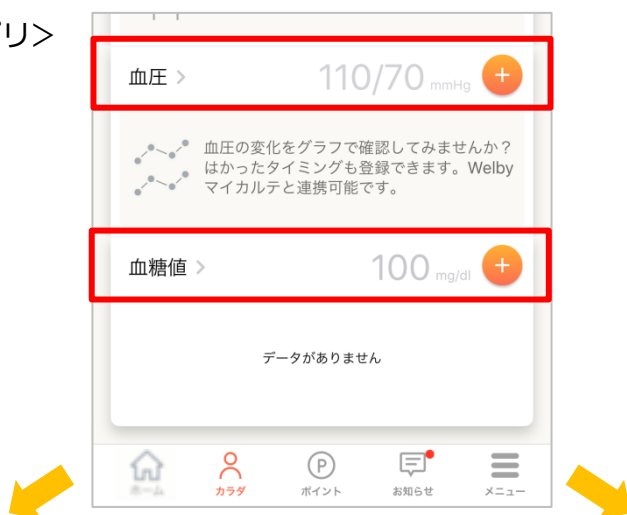 プリ>
血圧 >
110/70 mmHg
+
血圧の変化をグラフで確認してみませんか？
はかったタイミングも登録できます。Welby
マイカルテと連携可能です。
血糖値 >
100 mg/dl
+
データがありません
ホーム
カラダ
P
ポイント
お知らせ
メニュー